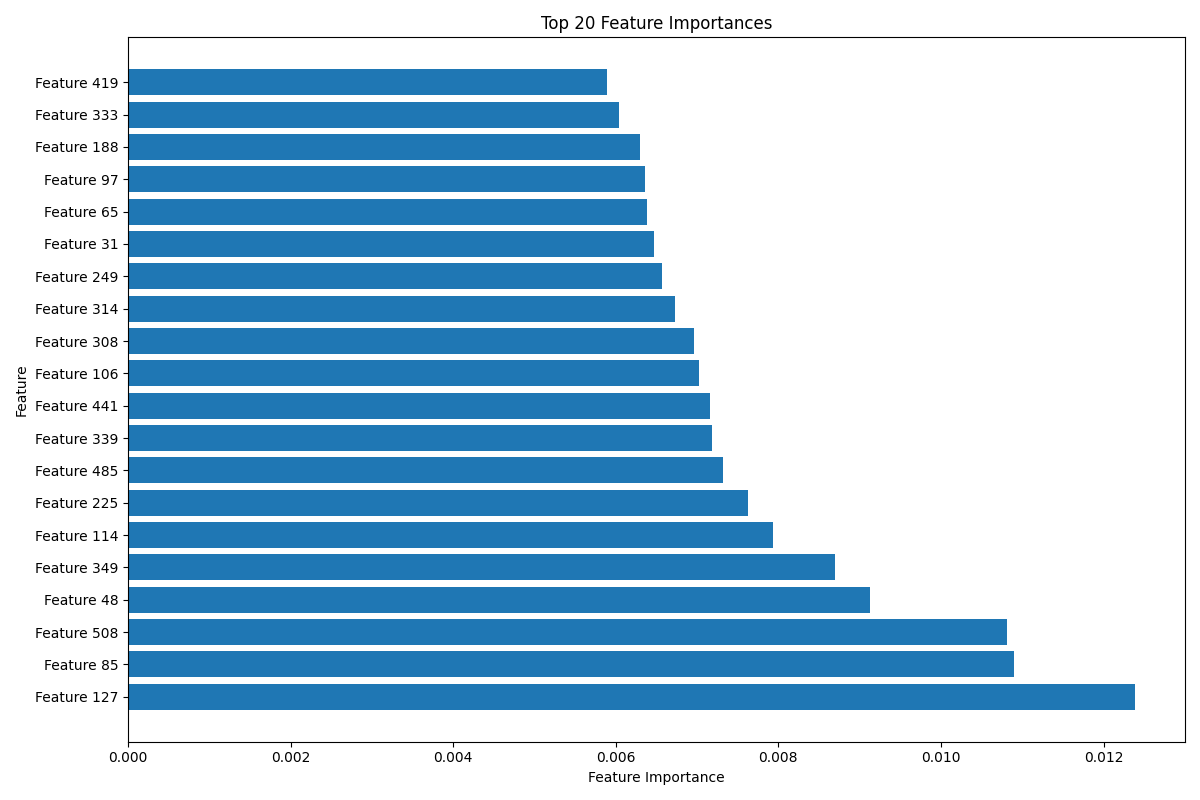 Top 20 Feature Importances
Feature
Feature 419
Feature 333
Feature 188
Feature 97
Feature 65
Feature 31
Feature 249
Feature 314
Feature 308
Feature 106
Feature 441
Feature 339
Feature 485
Feature 225
Feature 114
Feature 349
Feature 48
Feature 508
Feature 85
Feature 127
0.000 0.002 0.004 0.006 0.008 0.010 0.012
Feature Importance